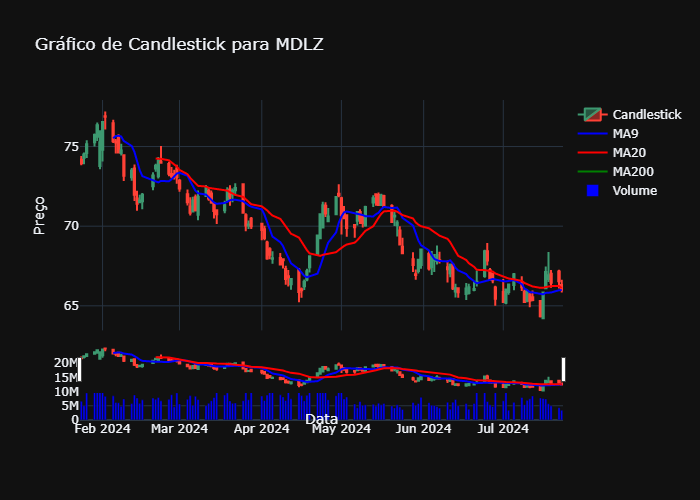 Gráfico de Candlestick para MDLZ
Candlestick
MA9
MA20
MA200
Volume
75
70
65
Preço
20M
15M
10M
5M
0
Data
Feb 2024
Mar 2024
Apr 2024
May 2024
Jun 2024
Jul 2024